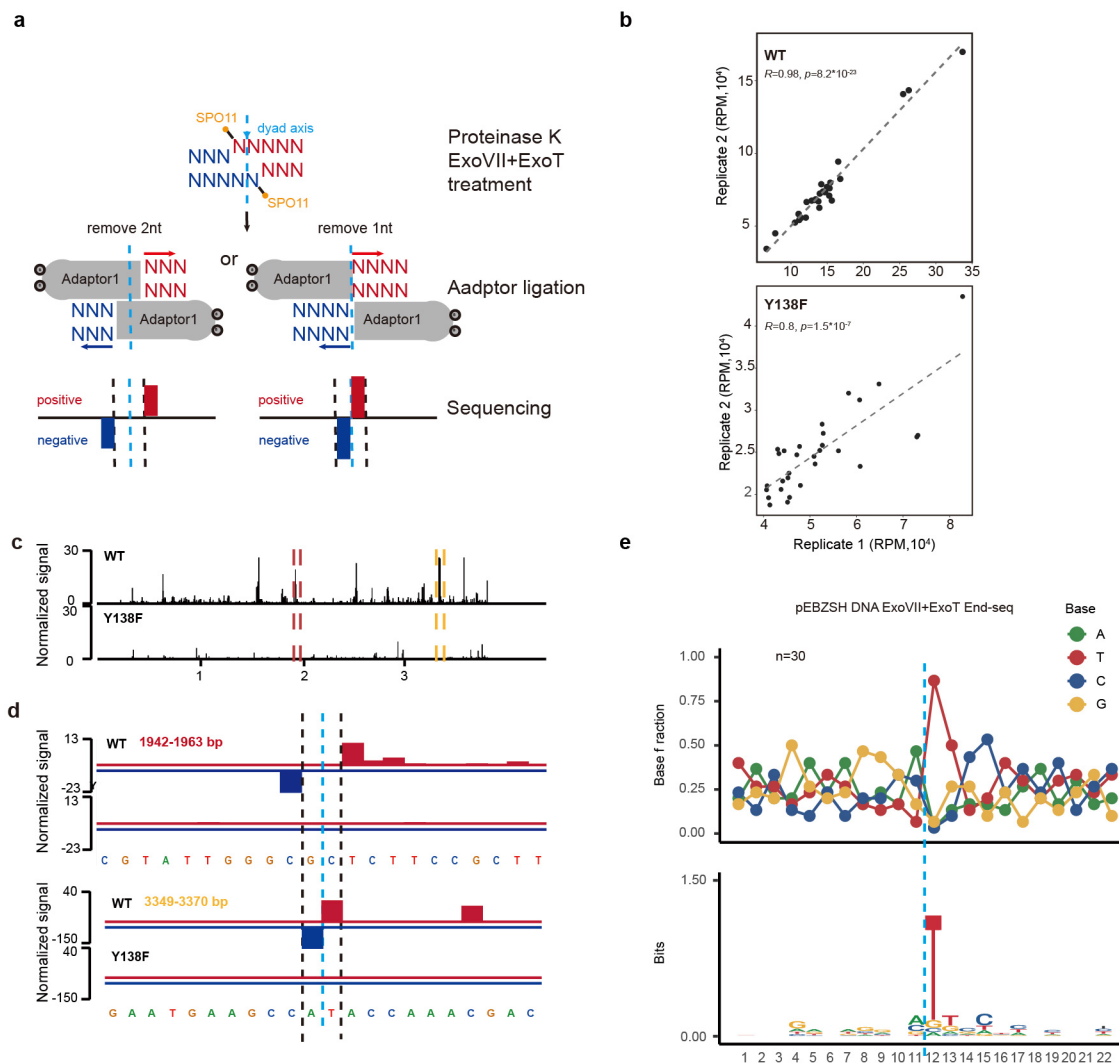 a
SPO11
dyad axis
NNNNN
NNN NNN
NNNNN
SPO11
Proteinase K
ExoVII+ExoT
treatment
remove 2nt
or
remove 1nt
Adaptor1
NNN
NNN
NNN
NNN
Adaptor1
Adaptor1
NNNN
NNNN
NNNN
NNNN
Adaptor1
Aadptor ligation
positive
negative
positive
negative
Sequencing
b
WT
R=0.98, p=8.2*10-23
Replicate 2 (RPM,10⁴)
15
10
5
10 15 20 25 30 35
Y138F
R=0.8, p=1.5*10-7
Replicate 2 (RPM,10⁴)
4
3.5
3
2.5
2
4 5 6 7 8
Replicate 1 (RPM,10⁴)
c
Normalized signal
30
WT
0
30
Y138F
0
1 2 3
d
Normalized signal
13
WT 1942-1963 bp
-23
13
-23
C G T A T T G G G C G C T C T T C C G C T T
Normalized signal
40
WT 3349-3370 bp
-150
40
Y138F
-150
G A A T G A A G C C A T A C C A A A C G A C
e
pEBZSH DNA ExoVII+ExoT End-seq
Base
A
T
C
G
n=30
Base f raction
1.00
0.75
0.50
0.25
0.00
Bits
1.50
0.00
1 2 3 4 5 6 7 8 9 10 11 12 13 14 15 16 17 18 19 20 21 22